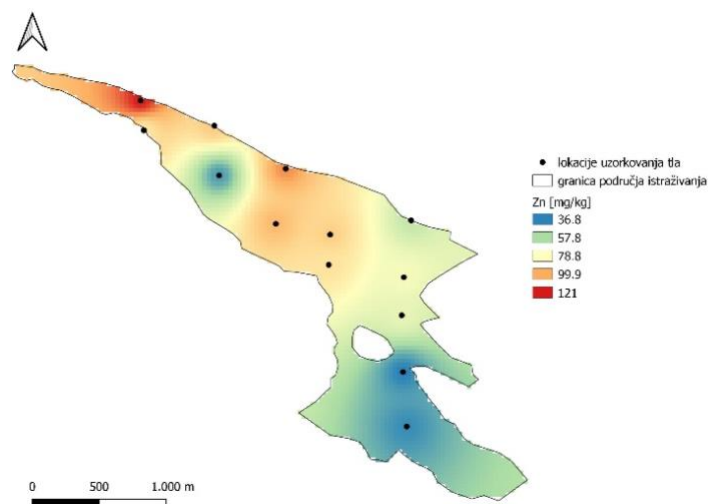 lokacije uzorkovanja tla
granica područja istraživanja
Zn [mg/kg]
36.8
57.8
78.8
99.9
121
0 500 1.000 m